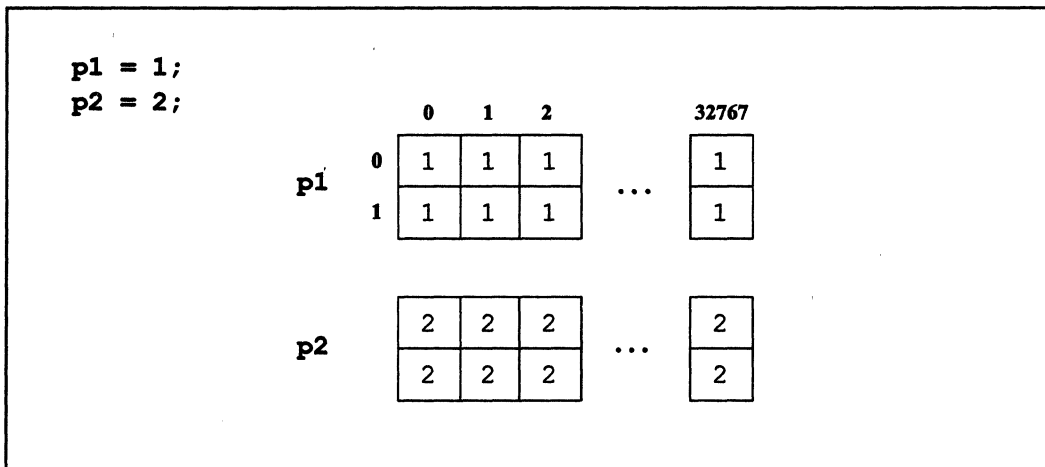 p1 = 1;
p2 = 2;
0 1 2 32767
0 1 1 1 1
p1 ...
1 1 1 1 1
2 2 2 2
p2 ...
2 2 2 2